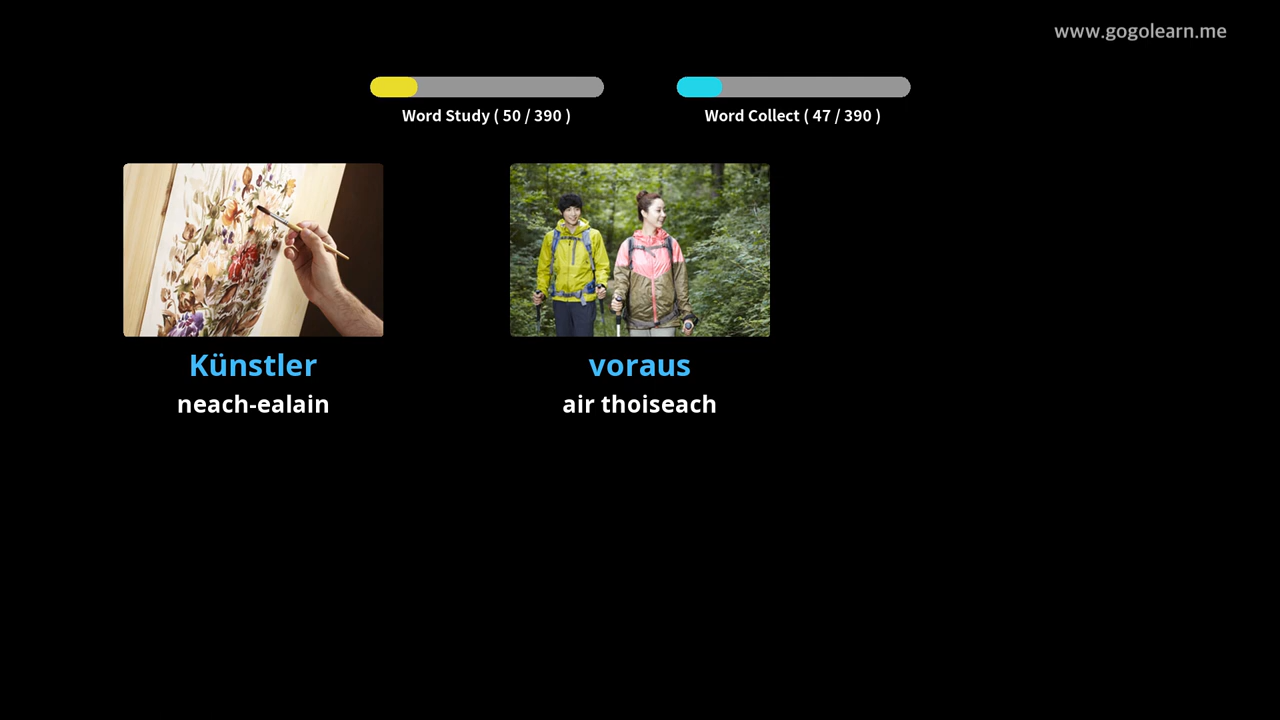 www.gogolearn.me
Word Study ( 50 / 390 )
Word Collect ( 47 / 390 )
Künstler
neach-ealain
voraus
air thoiseach